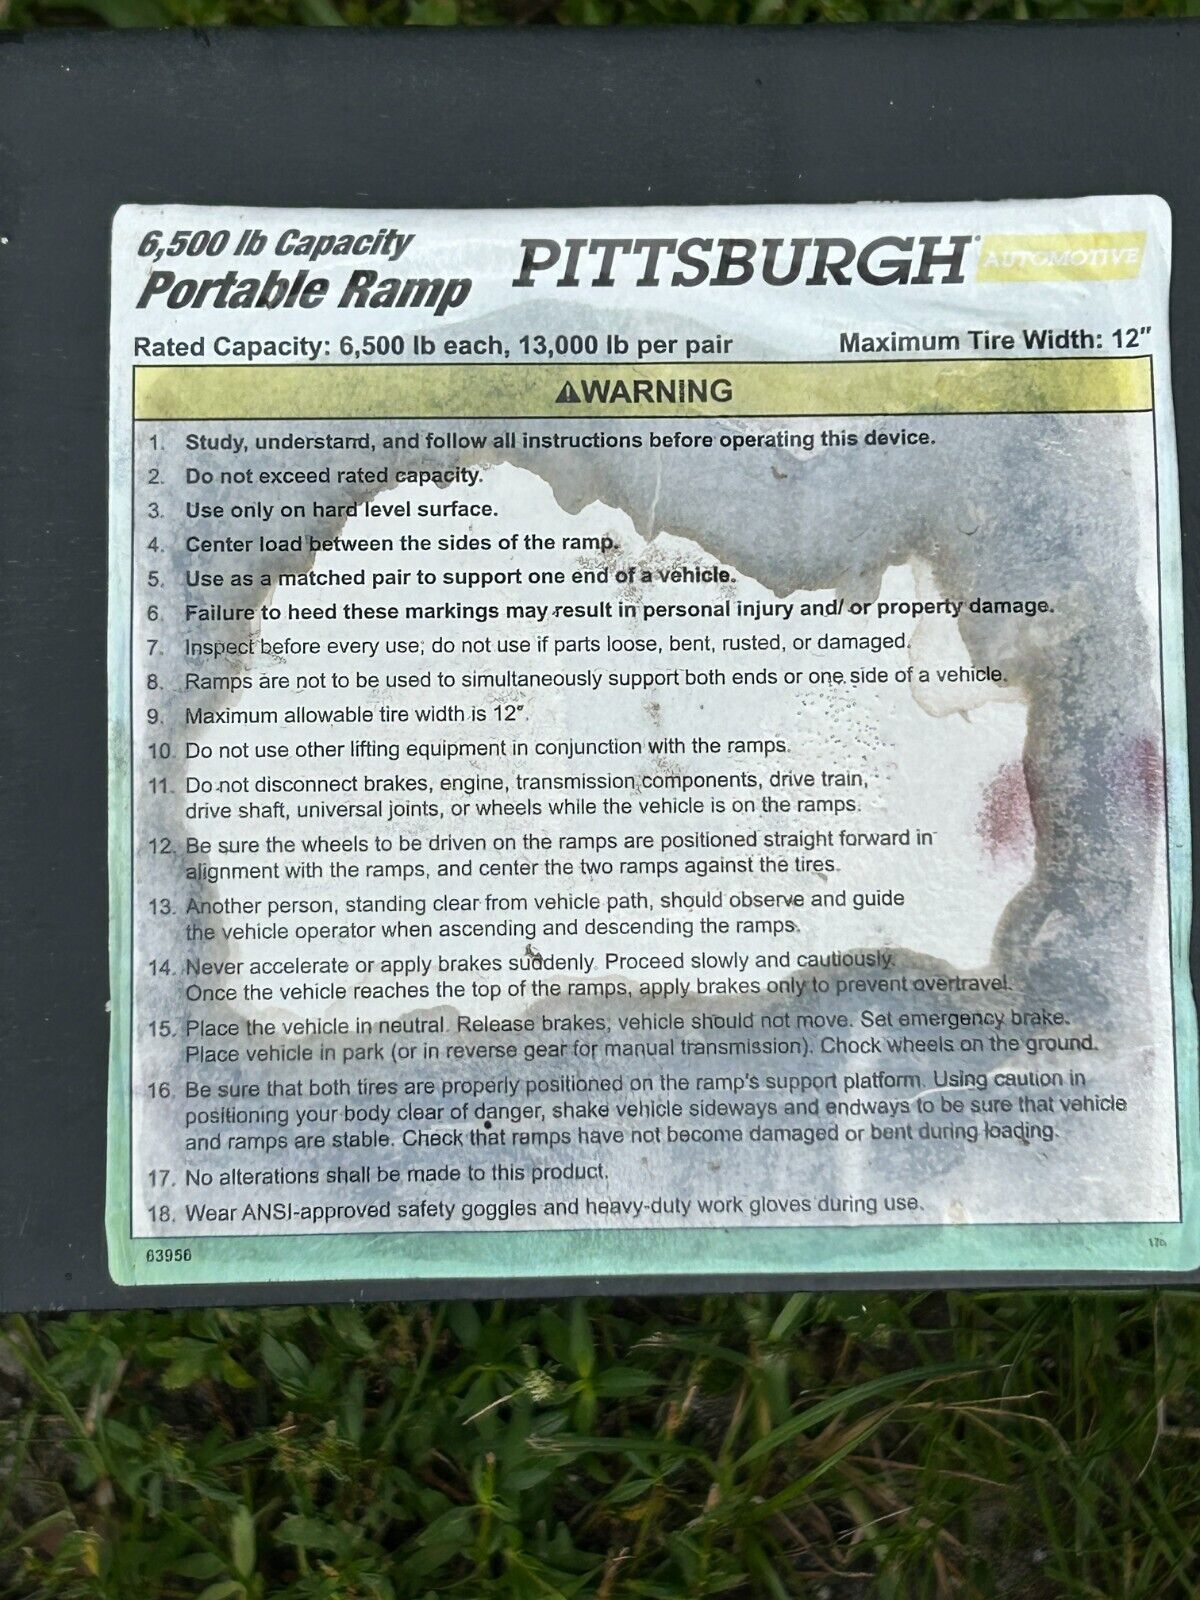 6,500 lb Capacity
Portable Ramp
PITTSBURGH® AUTOMOTIVE
Rated Capacity: 6,500 lb each, 13,000 lb per pair
Maximum Tire Width: 12"
⚠WARNING
1. Study, understand, and follow all instructions before operating this device.
2. Do not exceed rated capacity.
3. Use only on hard level surface.
4. Center load between the sides of the ramp.
5. Use as a matched pair to support one end of a vehicle.
6. Failure to heed these markings may result in personal injury and/ or property damage.
7. Inspect before every use; do not use if parts loose, bent, rusted, or damaged.
8. Ramps are not to be used to simultaneously support both ends or one side of a vehicle.
9. Maximum allowable tire width is 12".
10. Do not use other lifting equipment in conjunction with the ramps.
11. Do not disconnect brakes, engine, transmission components, drive train,
drive shaft, universal joints, or wheels while the vehicle is on the ramps.
12. Be sure the wheels to be driven on the ramps are positioned straight forward in
alignment with the ramps, and center the two ramps against the tires.
13. Another person, standing clear from vehicle path, should observe and guide
the vehicle operator when ascending and descending the ramps.
14. Never accelerate or apply brakes suddenly. Proceed slowly and cautiously.
Once the vehicle reaches the top of the ramps, apply brakes only to prevent overtravel.
15. Place the vehicle in neutral. Release brakes; vehicle should not move. Set emergency brake.
Place vehicle in park (or in reverse gear for manual transmission). Chock wheels on the ground.
16. Be sure that both tires are properly positioned on the ramp's support platform. Using caution in
positioning your body clear of danger, shake vehicle sideways and endways to be sure that vehicle
and ramps are stable. Check that ramps have not become damaged or bent during loading.
17. No alterations shall be made to this product.
18. Wear ANSI-approved safety goggles and heavy-duty work gloves during use.
63956